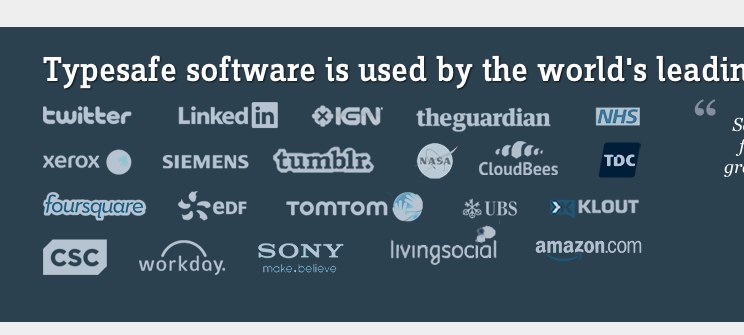 Typesafe software is used by the world's leadin
twitter LinkedIn IGN theguardian NHS
xerox SIEMENS tumblr. NASA CloudBees TDC
foursquare eDF TOMTOM UBS KLOUT
CSC workday. SONY livingsocial amazon.com
make.believe
“ S
f
gr